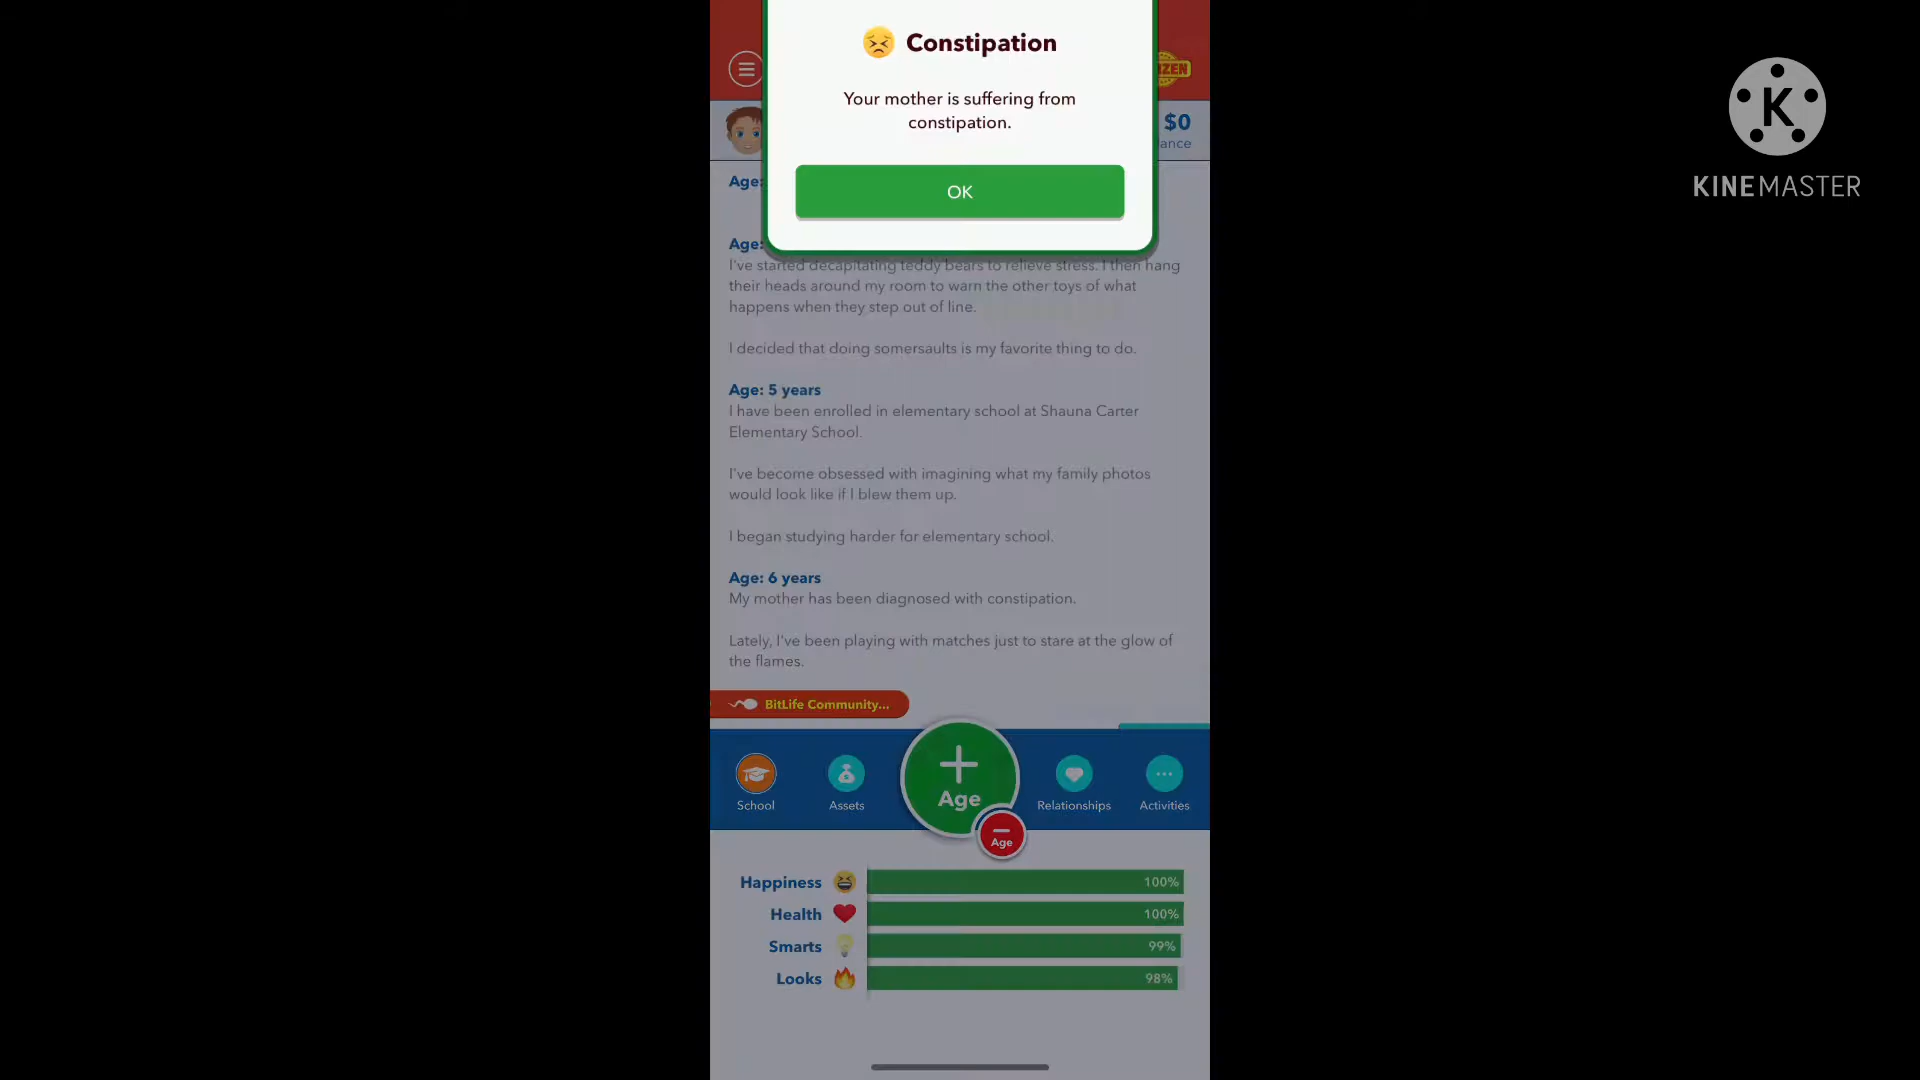 Constipation
Your mother is suffering from
constipation.
OK
$0
Age:
Age:
I've started decapitating teddy bears to relieve stress. I then hang
their heads around my room to warn the other toys of what
happens when they step out of line.
I decided that doing somersaults is my favorite thing to do.
Age: 5 years
I have been enrolled in elementary school at Shauna Carter
Elementary School.
I've become obsessed with imagining what my family photos
would look like if I blew them up.
I began studying harder for elementary school.
Age: 6 years
My mother has been diagnosed with constipation.
Lately, I've been playing with matches just to stare at the glow of
the flames.
BitLife Community...
School
Assets
+ Age
Relationships
Activities
− Age
Happiness 100%
Health 100%
Smarts 99%
Looks 98%
K
KINEMASTER